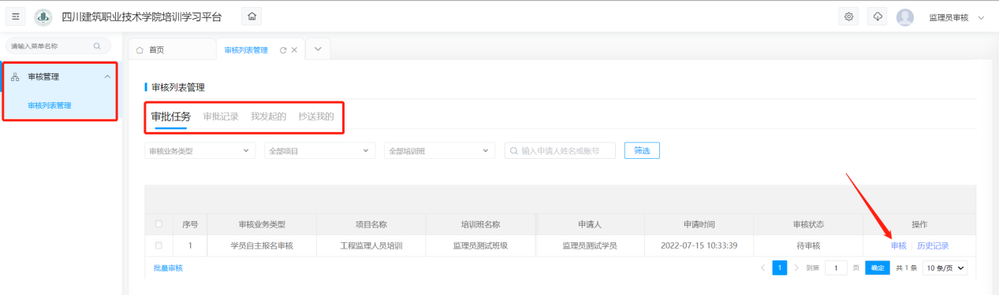 四川建筑职业技术学院培训学习平台
监理员审核
请输入菜单名称
首页
审核列表管理
审核管理
审核列表管理
审核列表管理
审批任务 审批记录 我发起的 抄送我的
审核业务类型 全部项目 全部培训班 输入申请人姓名或账号 筛选
序号 审核业务类型 项目名称 培训班名称 申请人 申请时间 审核状态 操作
1 学员自主报名审核 工程监理人员培训 监理员测试班级 监理员测试学员 2022-07-15 10:33:39 待审核 审核 历史记录
批量审核 1 到第 1 页 确定 共 1 条 10 条/页